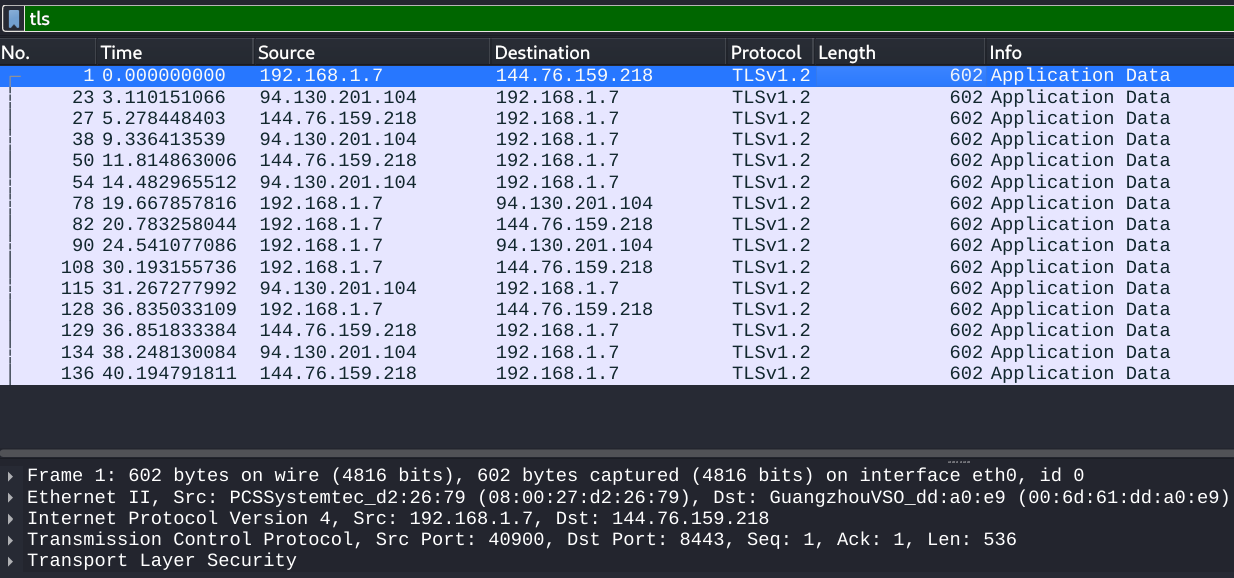 tls
No. Time Source Destination Protocol Length Info
1 0.000000000 192.168.1.7 144.76.159.218 TLSv1.2 602 Application Data
23 3.110151066 94.130.201.104 192.168.1.7 TLSv1.2 602 Application Data
27 5.278448403 144.76.159.218 192.168.1.7 TLSv1.2 602 Application Data
38 9.336413539 94.130.201.104 192.168.1.7 TLSv1.2 602 Application Data
50 11.814863006 144.76.159.218 192.168.1.7 TLSv1.2 602 Application Data
54 14.482965512 94.130.201.104 192.168.1.7 TLSv1.2 602 Application Data
78 19.667857816 192.168.1.7 94.130.201.104 TLSv1.2 602 Application Data
82 20.783258044 192.168.1.7 144.76.159.218 TLSv1.2 602 Application Data
90 24.541077086 192.168.1.7 94.130.201.104 TLSv1.2 602 Application Data
108 30.193155736 192.168.1.7 144.76.159.218 TLSv1.2 602 Application Data
115 31.267277992 94.130.201.104 192.168.1.7 TLSv1.2 602 Application Data
128 36.835033109 192.168.1.7 144.76.159.218 TLSv1.2 602 Application Data
129 36.851833384 144.76.159.218 192.168.1.7 TLSv1.2 602 Application Data
134 38.248130084 94.130.201.104 192.168.1.7 TLSv1.2 602 Application Data
136 40.194791811 144.76.159.218 192.168.1.7 TLSv1.2 602 Application Data
Frame 1: 602 bytes on wire (4816 bits), 602 bytes captured (4816 bits) on interface eth0, id 0
Ethernet II, Src: PCSSystemtec_d2:26:79 (08:00:27:d2:26:79), Dst: GuangzhouVSO_dd:a0:e9 (00:6d:61:dd:a0:e9)
Internet Protocol Version 4, Src: 192.168.1.7, Dst: 144.76.159.218
Transmission Control Protocol, Src Port: 40900, Dst Port: 8443, Seq: 1, Ack: 1, Len: 536
Transport Layer Security